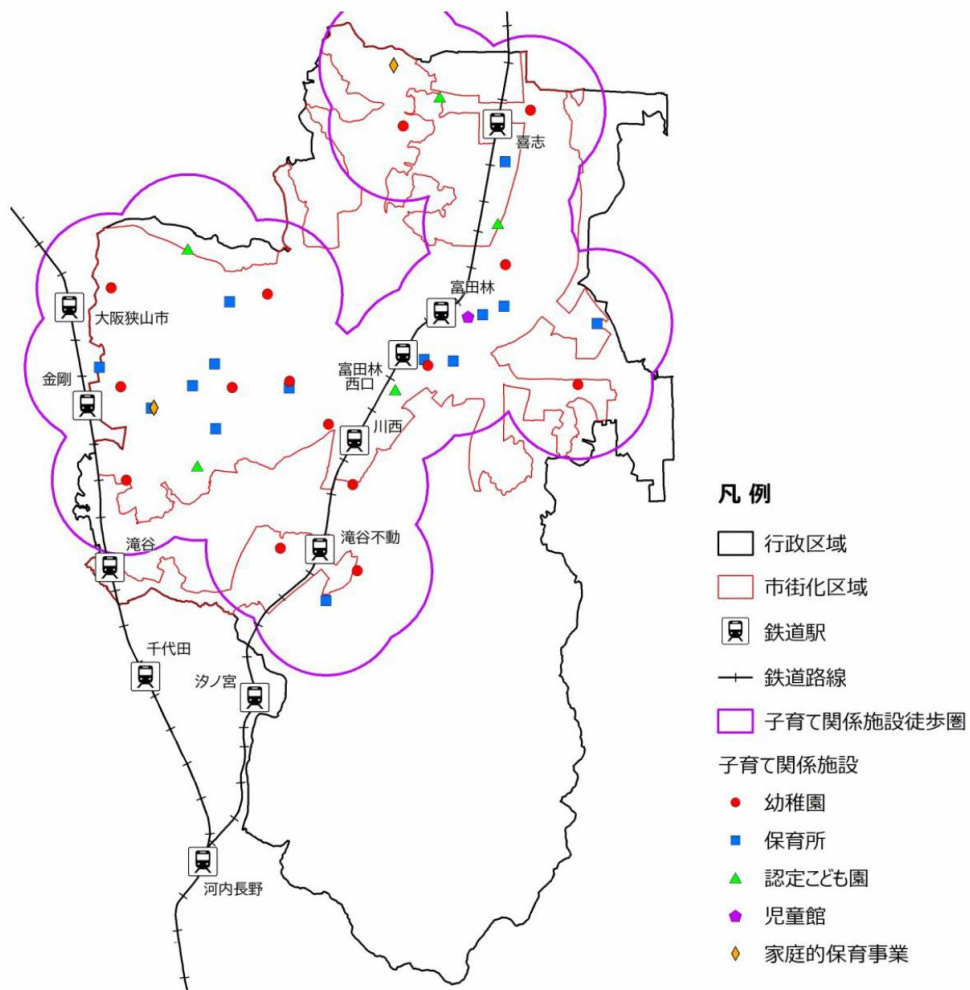 喜志
富田林
大阪狭山市
富田林
西口
金剛
川西
滝谷不動
滝谷
千代田
汐ノ宮
河内長野
凡 例
行政区域
市街化区域
鉄道駅
鉄道路線
子育て関係施設徒歩圏
子育て関係施設
幼稚園
保育所
認定こども園
児童館
家庭的保育事業